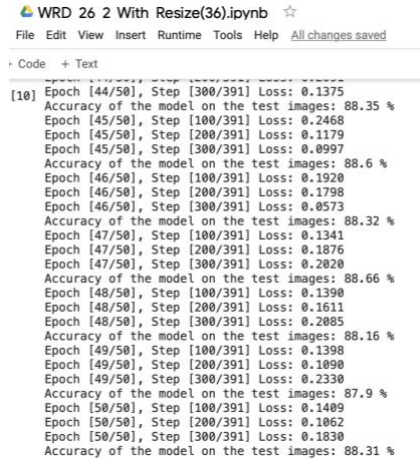 WRD 26 2 With Resize(36).ipynb
File Edit View Insert Runtime Tools Help All changes saved
+ Code + Text
[10] Epoch [44/50], Step [300/391] Loss: 0.1375
Accuracy of the model on the test images: 88.35 %
Epoch [45/50], Step [100/391] Loss: 0.2468
Epoch [45/50], Step [200/391] Loss: 0.1179
Epoch [45/50], Step [300/391] Loss: 0.0997
Accuracy of the model on the test images: 88.6 %
Epoch [46/50], Step [100/391] Loss: 0.1920
Epoch [46/50], Step [200/391] Loss: 0.1798
Epoch [46/50], Step [300/391] Loss: 0.0573
Accuracy of the model on the test images: 88.32 %
Epoch [47/50], Step [100/391] Loss: 0.1341
Epoch [47/50], Step [200/391] Loss: 0.1876
Epoch [47/50], Step [300/391] Loss: 0.2020
Accuracy of the model on the test images: 88.66 %
Epoch [48/50], Step [100/391] Loss: 0.1390
Epoch [48/50], Step [200/391] Loss: 0.1611
Epoch [48/50], Step [300/391] Loss: 0.2085
Accuracy of the model on the test images: 88.16 %
Epoch [49/50], Step [100/391] Loss: 0.1398
Epoch [49/50], Step [200/391] Loss: 0.1090
Epoch [49/50], Step [300/391] Loss: 0.2330
Accuracy of the model on the test images: 87.9 %
Epoch [50/50], Step [100/391] Loss: 0.1409
Epoch [50/50], Step [200/391] Loss: 0.1062
Epoch [50/50], Step [300/391] Loss: 0.1830
Accuracy of the model on the test images: 88.31 %